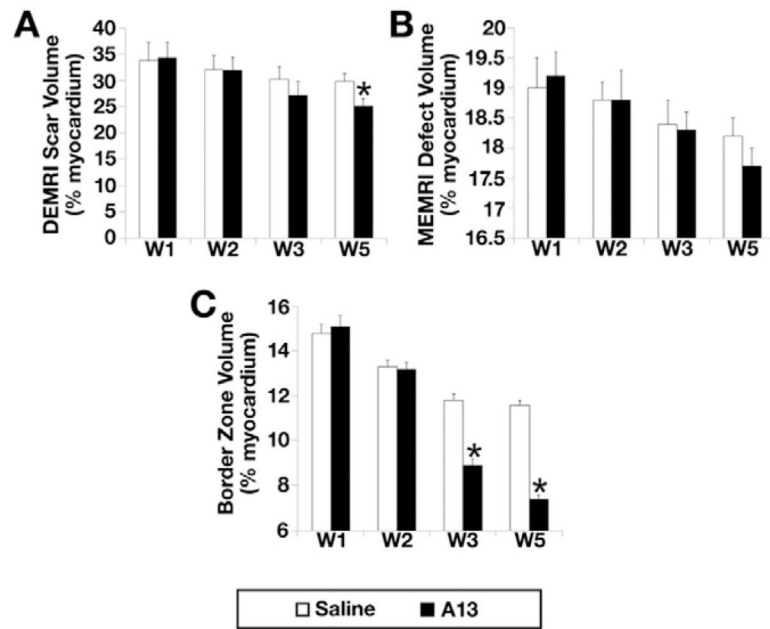 A
DEMRI Scar Volume
(% myocardium)
40
35
30
25
20
15
10
5
0
*
W1 W2 W3 W5
B
MEMRI Defect Volume
(% myocardium)
20
19.5
19
18.5
18
17.5
17
16.5
W1 W2 W3 W5
C
Border Zone Volume
(% myocardium)
16
14
12
10
8
6
*
*
W1 W2 W3 W5
Saline A13